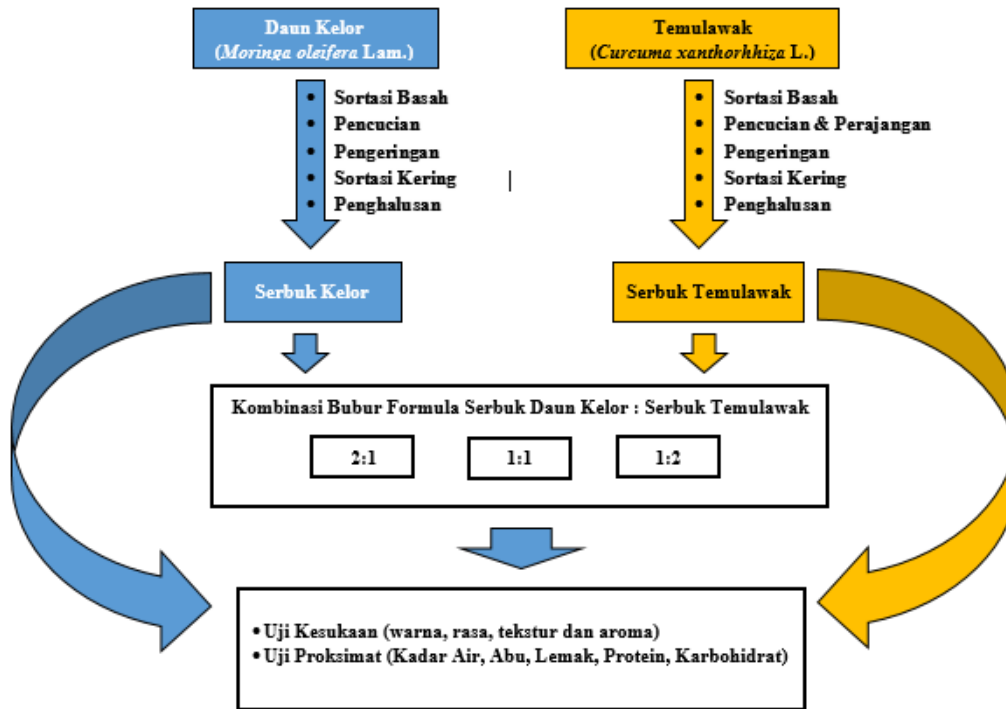 Daun Kelor
(Moringa oleifera Lam.)
Temulawak
(Curcuma xanthorhhiza L.)
• Sortasi Basah
• Pencucian
• Pengeringan
• Sortasi Kering
• Penghalusan
• Sortasi Basah
• Pencucian & Perajangan
• Pengeringan
• Sortasi Kering
• Penghalusan
Serbuk Kelor
Serbuk Temulawak
Kombinasi Bubur Formula Serbuk Daun Kelor : Serbuk Temulawak
2:1
1:1
1:2
• Uji Kesukaan (warna, rasa, tekstur dan aroma)
• Uji Proksimat (Kadar Air, Abu, Lemak, Protein, Karbohidrat)